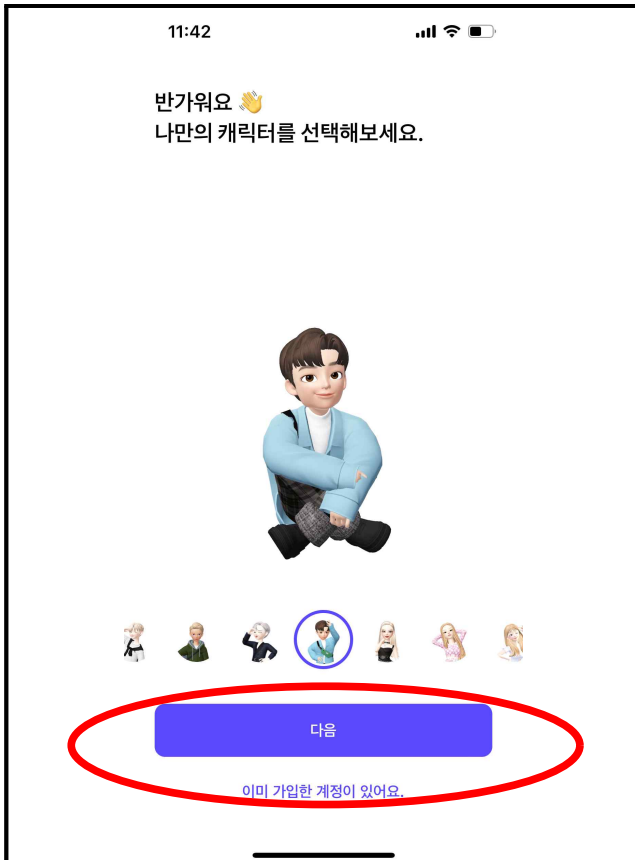 11:42
반가워요 👋
나만의 캐릭터를 선택해보세요.
다음
이미 가입한 계정이 있어요.